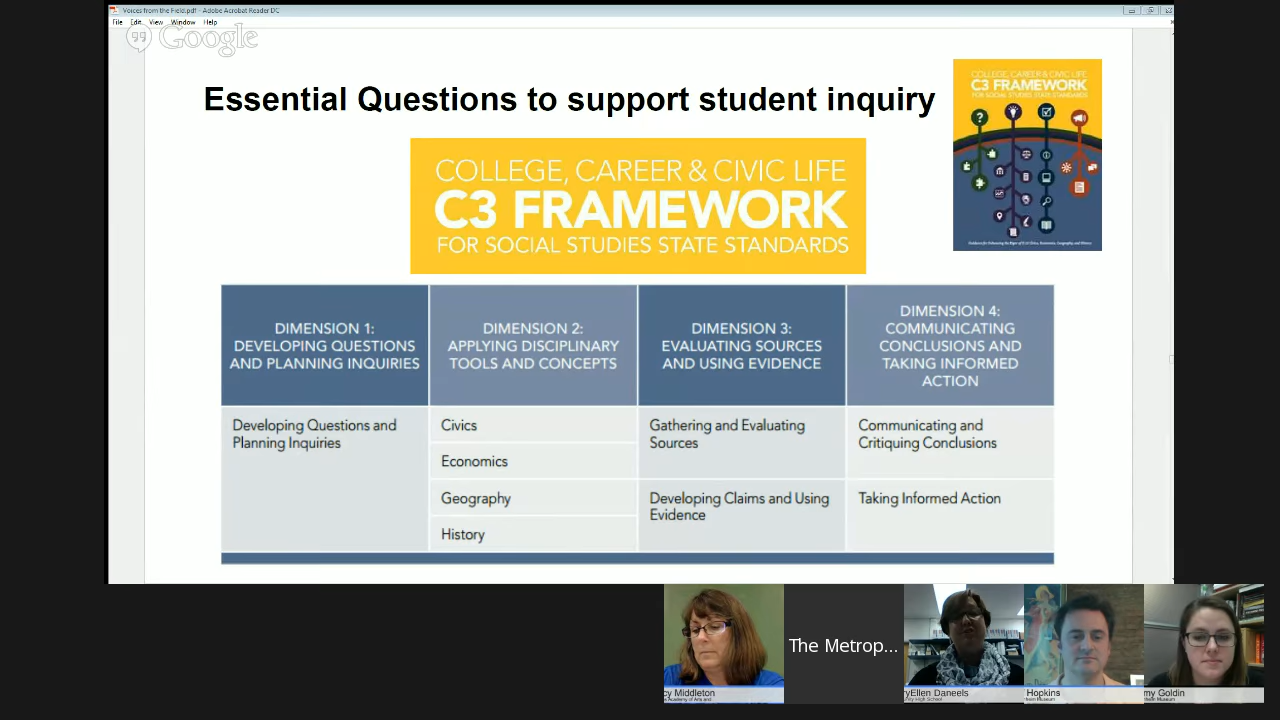 Voices from the Field.pdf - Adobe Acrobat Reader DC
File Edit View Window Help
Google
Essential Questions to support student inquiry
COLLEGE, CAREER & CIVIC LIFE
C3 FRAMEWORK
FOR SOCIAL STUDIES STATE STANDARDS
COLLEGE, CAREER & CIVIC LIFE
C3 FRAMEWORK
FOR SOCIAL STUDIES STATE STANDARDS
DIMENSION 1:
DEVELOPING QUESTIONS
AND PLANNING INQUIRIES
DIMENSION 2:
APPLYING DISCIPLINARY
TOOLS AND CONCEPTS
DIMENSION 3:
EVALUATING SOURCES
AND USING EVIDENCE
DIMENSION 4:
COMMUNICATING
CONCLUSIONS AND
TAKING INFORMED
ACTION
Developing Questions and
Planning Inquiries
Civics
Economics
Geography
History
Gathering and Evaluating
Sources
Developing Claims and Using
Evidence
Communicating and
Critiquing Conclusions
Taking Informed Action
The Metrop...
cy Middleton
ryEllen Daneels
Hopkins
my Goldin